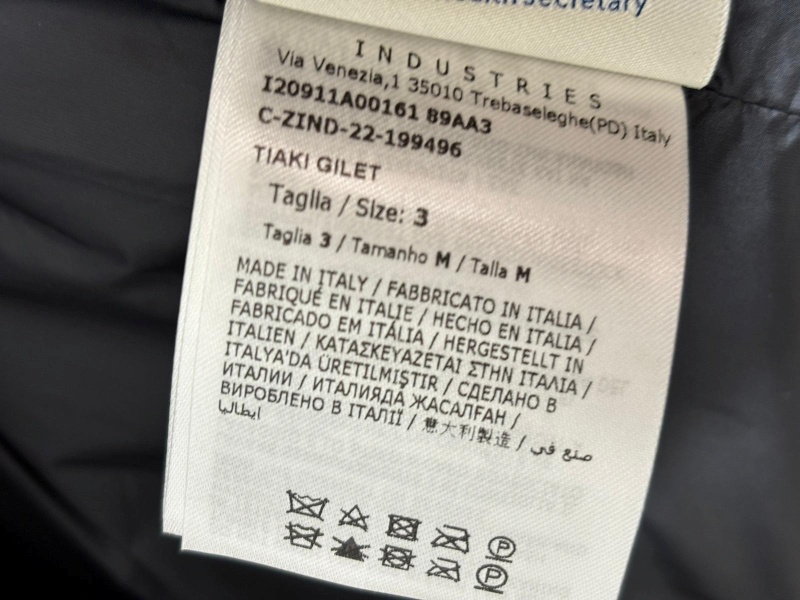 secretary
INDUSTRIES
Via Venezia,1 35010 Trebaseleghe(PD) Italy
I20911A00161 89AA3
C-ZIND-22-199496
TIAKI GILET
Taglia / Size: 3
Taglia 3 / Tamanho M / Talla M
MADE IN ITALY / FABBRICATO IN ITALIA /
FABRIQUÉ EN ITALIE / HECHO EN ITALIA /
FABRICADO EM ITÁLIA / HERGESTELLT IN
ITALIEN / ΚΑΤΑΣΚΕΥΑΖΕΤΑΙ ΣΤΗΝ ΙΤΑΛΙΑ /
ITALYA'DA ÜRETILMIŞTIR / СДЕЛАНО В
ИТАЛИИ / ИТАЛИЯДА ЖАСАЛҒАН /
ВИРОБЛЕНО В ІТАЛІЇ / 意大利製造 / صنع في
ايطاليا
P
P